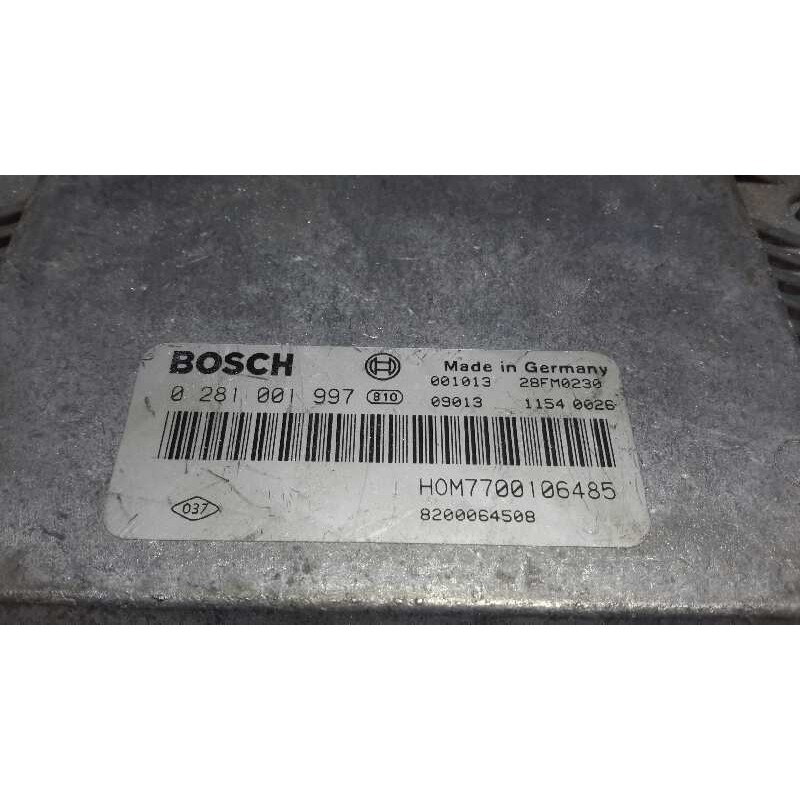 BOSCH
Made in Germany
001013 28FM0230
0 281 001 997 B10
09013 1154 0026
HOM7700106485
037
8200064508